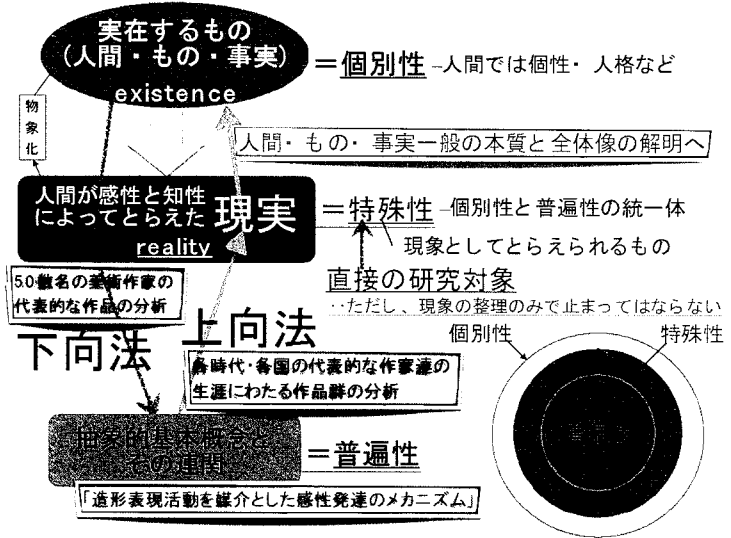 実在するもの
(人間・もの・事実)
existence
=個別性 –人間では個性・ 人格など
物
象
化
人間・もの・事実一般の本質と全体像の解明へ
人間が感性と知性
によってとらえた
現実
reality
=特殊性 –個別性と普遍性の統一体
現象としてとらえられるもの
直接の研究対象
‥ただし、現象の整理のみで止まってはならない
50数名の美術作家の
代表的な作品の分析
下向法
上向法
各時代・各国の代表的な作家達の
生涯にわたる作品群の分析
個別性
特殊性
抽象的基本概念と
その連関
=普遍性
「造形表現活動を媒介とした感性発達のメカニズム」